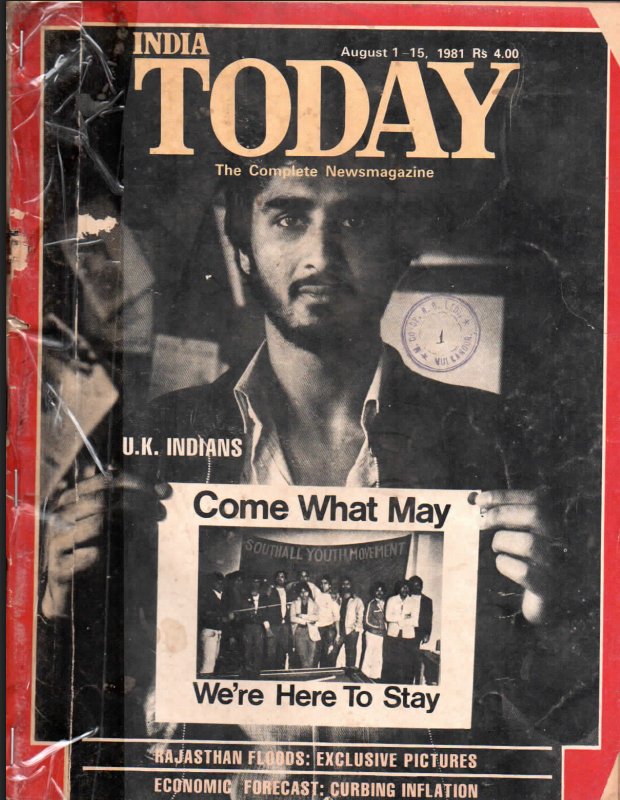 INDIA
August 1-15, 1981 Rs 4.00
TODAY
The Complete Newsmagazine
1
U.K. INDIANS
Come What May
SOUTHALL YOUTH MOVEMENT
We're Here To Stay
RAJASTHAN FLOODS: EXCLUSIVE PICTURES
ECONOMIC FORECAST: CURBING INFLATION